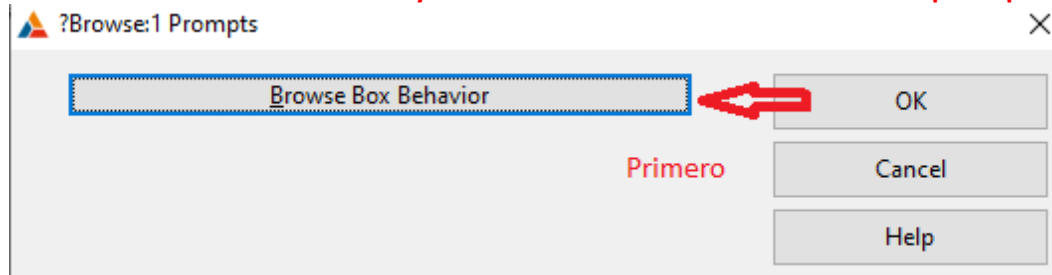 ?Browse:1 Prompts
Browse Box Behavior
OK
Primero
Cancel
Help